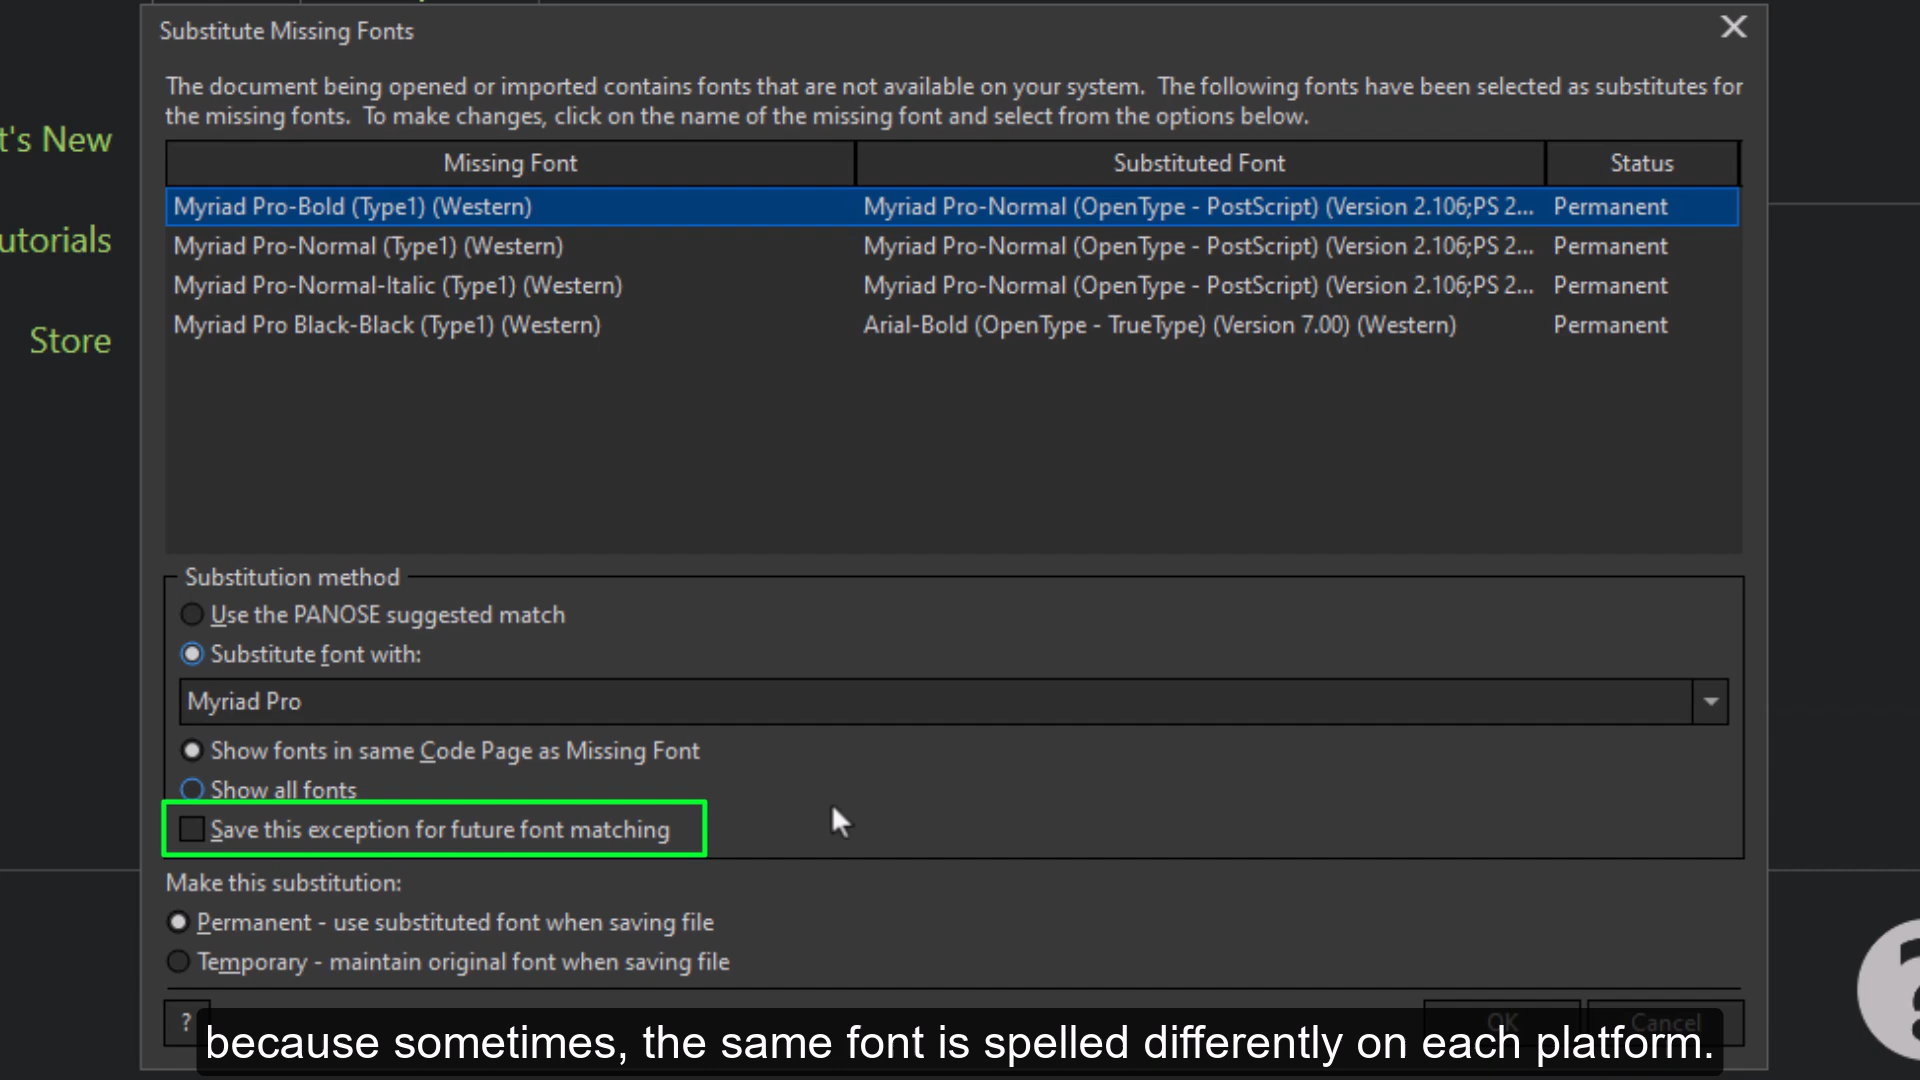 Substitute Missing Fonts
The document being opened or imported contains fonts that are not available on your system. The following fonts have been selected as substitutes for
the missing fonts. To make changes, click on the name of the missing font and select from the options below.
t's New
utorials
Store
Missing Font Substituted Font Status
Myriad Pro-Bold (Type1) (Western) Myriad Pro-Normal (OpenType - PostScript) (Version 2.106;PS 2... Permanent
Myriad Pro-Normal (Type1) (Western) Myriad Pro-Normal (OpenType - PostScript) (Version 2.106;PS 2... Permanent
Myriad Pro-Normal-Italic (Type1) (Western) Myriad Pro-Normal (OpenType - PostScript) (Version 2.106;PS 2... Permanent
Myriad Pro Black-Black (Type1) (Western) Arial-Bold (OpenType - TrueType) (Version 7.00) (Western) Permanent
Substitution method
Use the PANOSE suggested match
Substitute font with:
Myriad Pro
Show fonts in same Code Page as Missing Font
Show all fonts
Save this exception for future font matching
Make this substitution:
Permanent - use substituted font when saving file
Temporary - maintain original font when saving file
? OK Cancel
?
because sometimes, the same font is spelled differently on each platform.